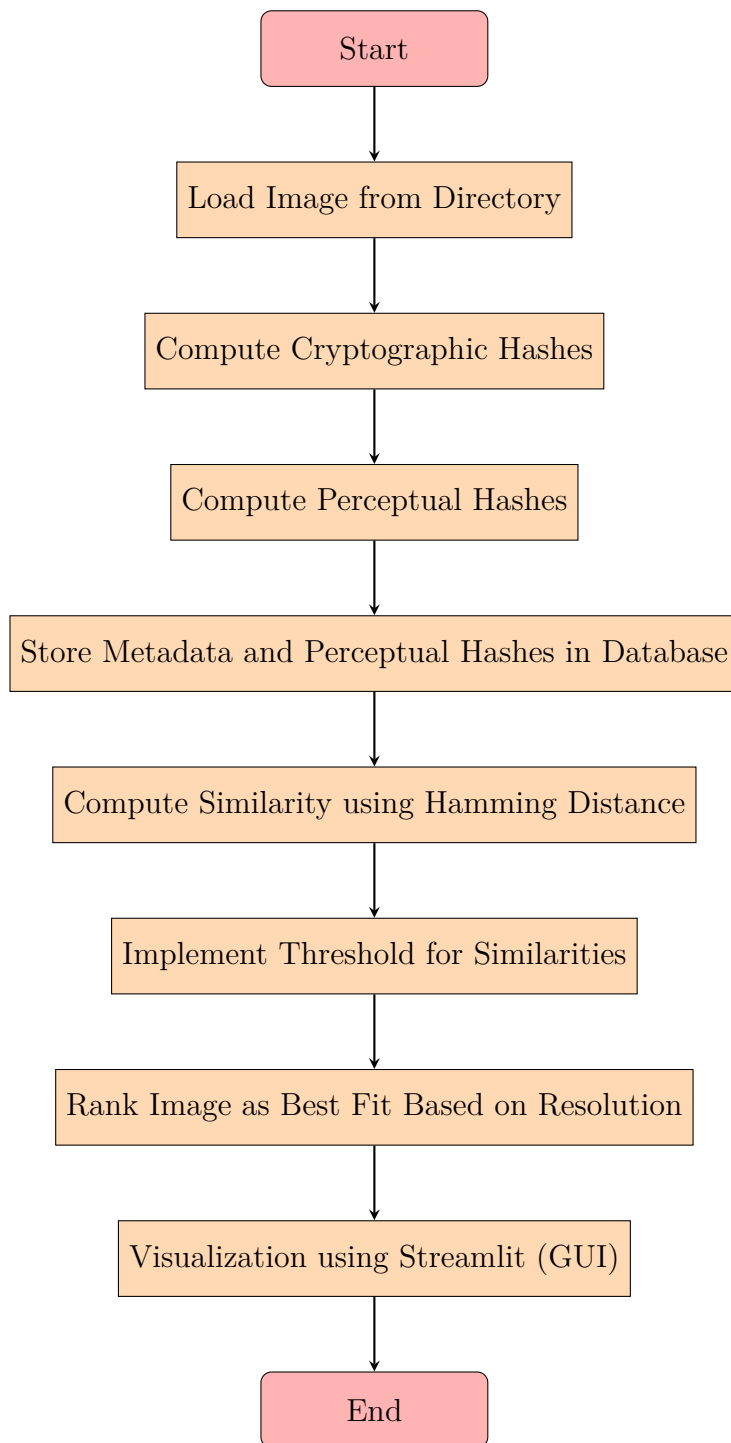 Start
Load Image from Directory
Compute Cryptographic Hashes
Compute Perceptual Hashes
Store Metadata and Perceptual Hashes in Database
Compute Similarity using Hamming Distance
Implement Threshold for Similarities
Rank Image as Best Fit Based on Resolution
Visualization using Streamlit (GUI)
End